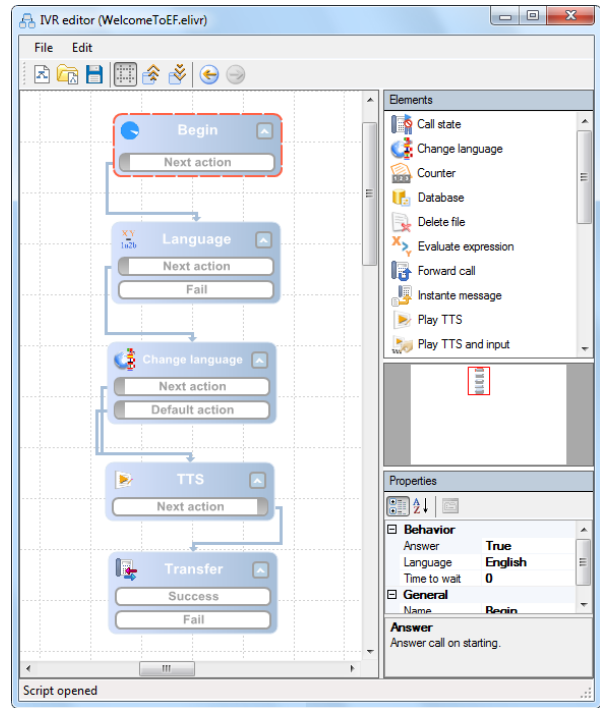 IVR editor (WelcomeToEF.elivr)
File Edit
Begin
Next action
XY
1n2b
Language
Next action
Fail
Change language
Next action
Default action
TTS
Next action
Transfer
Success
Fail
Elements
Call state
Change language
Counter
Database
Delete file
Evaluate expression
Forward call
Instante message
Play TTS
Play TTS and input
Properties
Behavior
Answer True
Language English
Time to wait 0
General
Name Begin
Answer
Answer call on starting.
Script opened